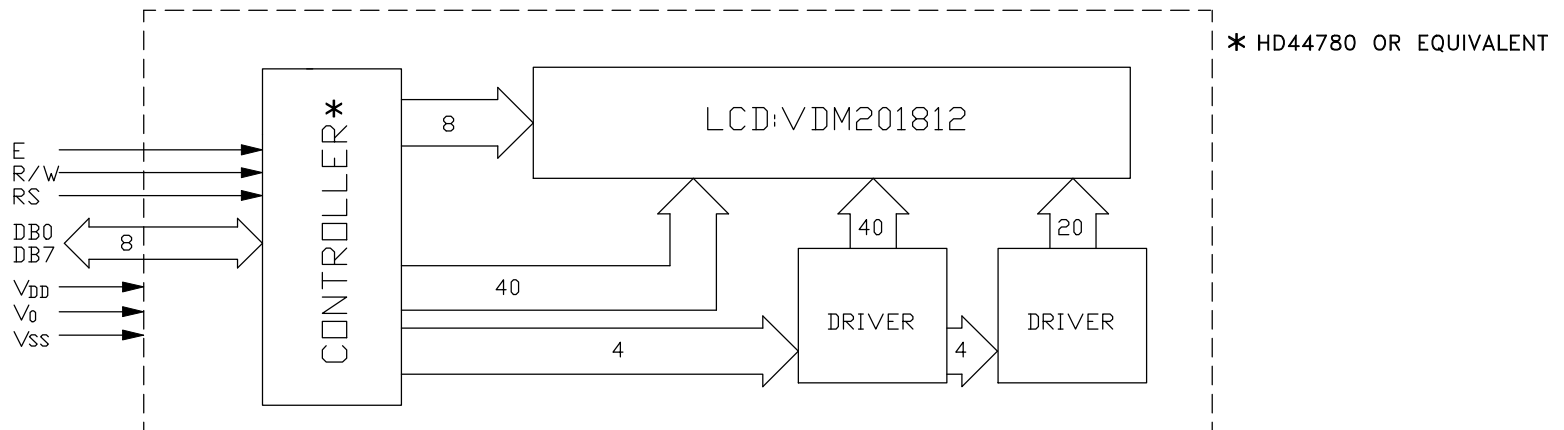 * HD44780 OR EQUIVALENT
CONTROLLER*
8
LCD:VDM201812
E
R/W
RS
DB0
DB7
8
40
20
VDD
V0
VSS
40
DRIVER
DRIVER
4
4